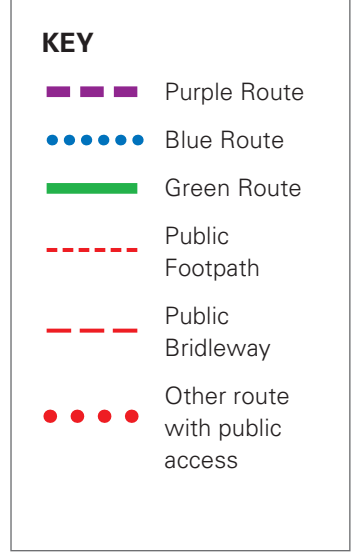 KEY
Purple Route
Blue Route
Green Route
Public
Footpath
Public
Bridleway
Other route
with public
access